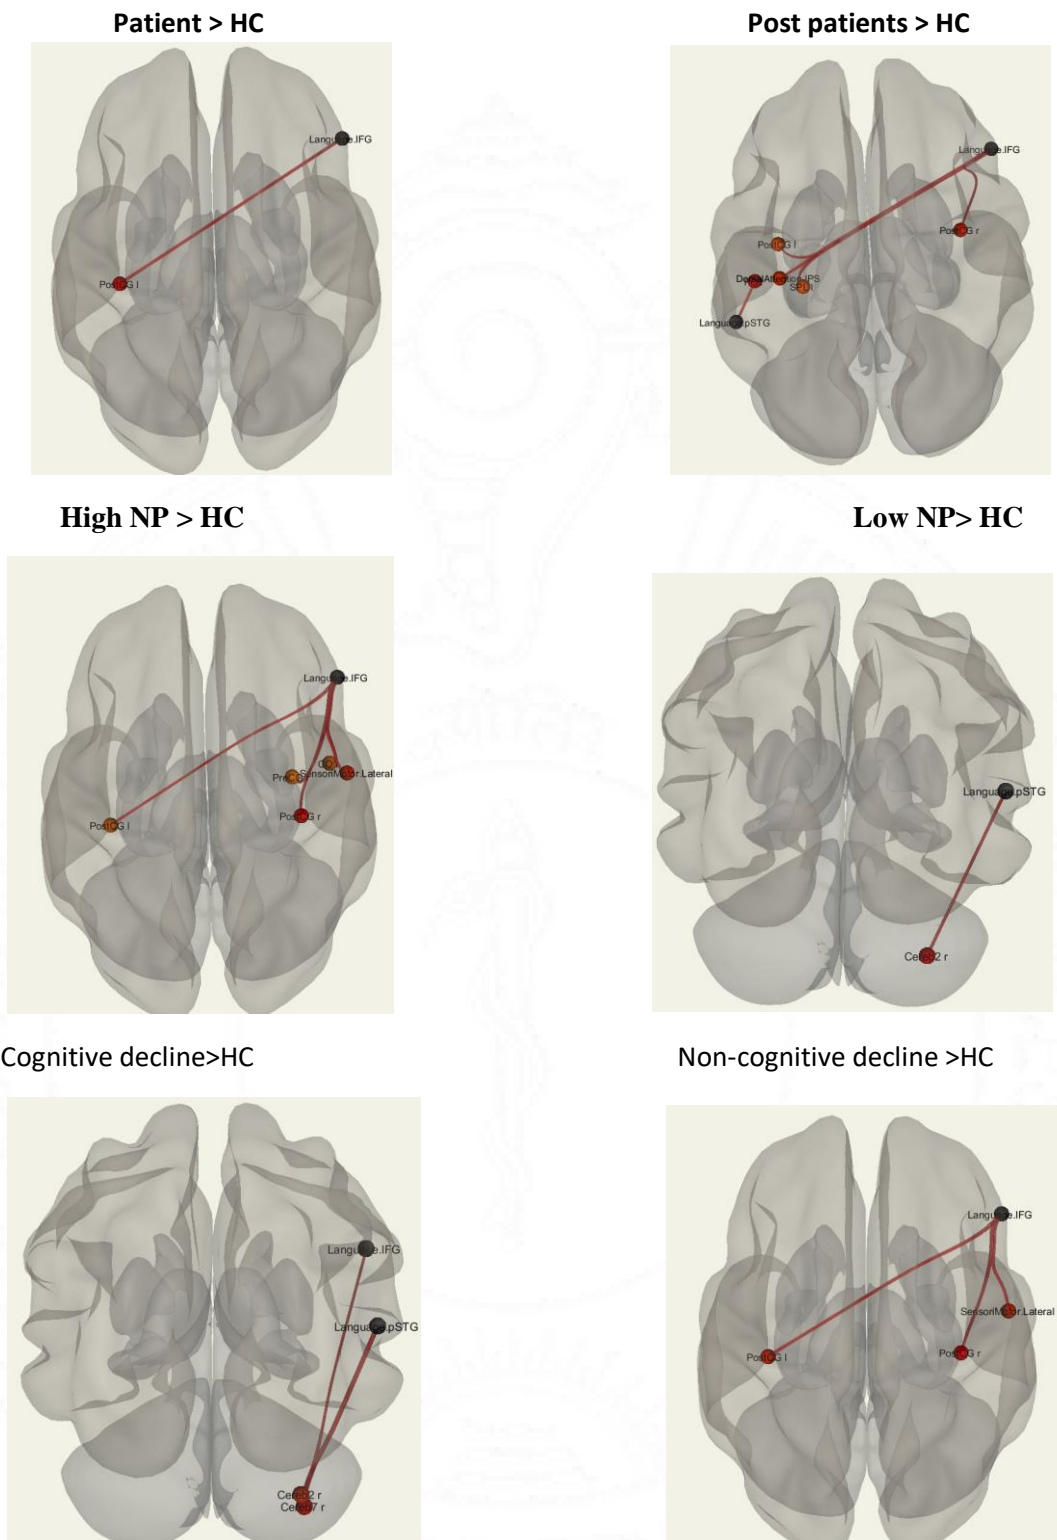 Patient > HC
Post patients > HC
Language.IFG
PostCG l
Language.IFG
PostCG r
PostCG l
DorsalAttention.IPS
SPL l
Language.pSTG
High NP > HC
Low NP> HC
Language.IFG
CO r
PreCG
SensoriMotor.Lateral
PostCG l
PostCG r
Language.pSTG
Cereb2 r
Cognitive decline>HC
Non-cognitive decline >HC
Language.IFG
Language.pSTG
Cereb2 r
Cereb7 r
Language.IFG
SensoriMotor.Lateral
PostCG l
PostCG r